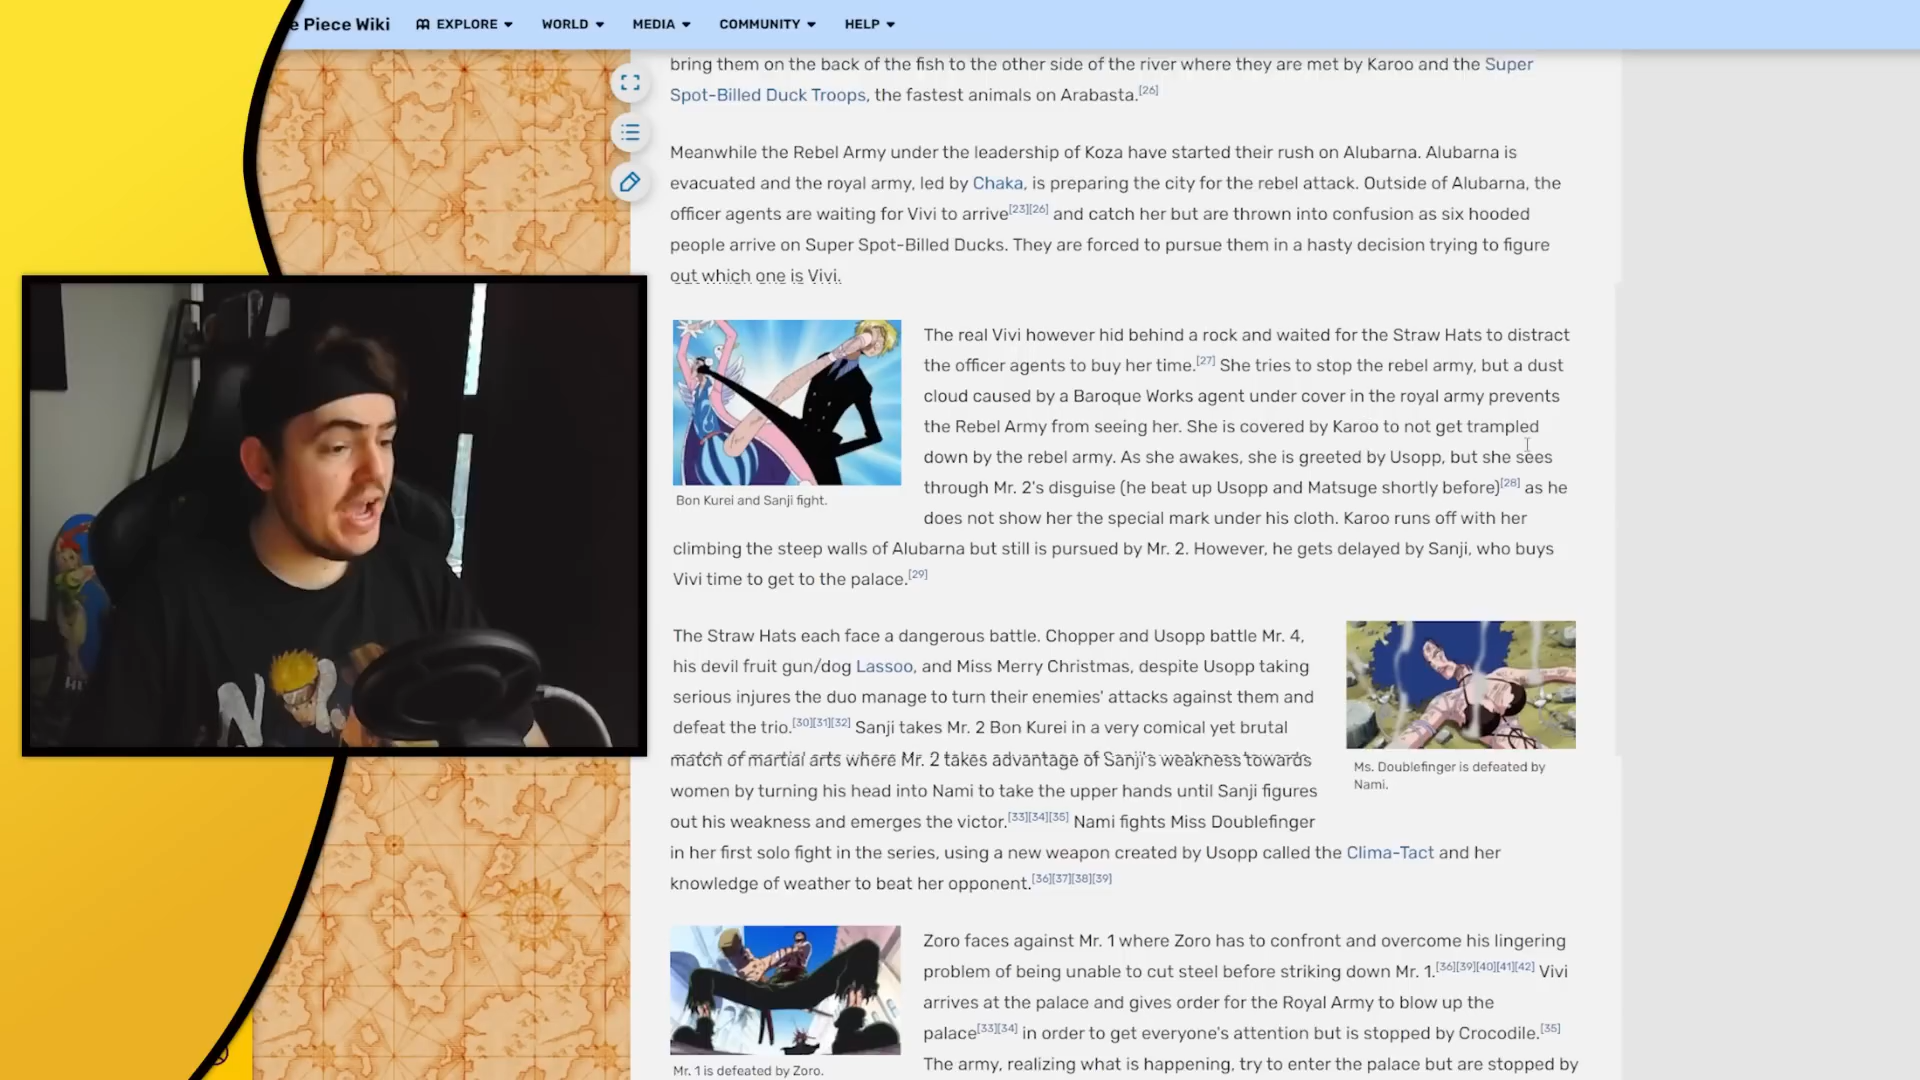 e Piece Wiki
EXPLORE
WORLD
MEDIA
COMMUNITY
HELP
bring them on the back of the fish to the other side of the river where they are met by Karoo and the Super
Spot-Billed Duck Troops, the fastest animals on Arabasta.[26]
Meanwhile the Rebel Army under the leadership of Koza have started their rush on Alubarna. Alubarna is
evacuated and the royal army, led by Chaka, is preparing the city for the rebel attack. Outside of Alubarna, the
officer agents are waiting for Vivi to arrive[23][26] and catch her but are thrown into confusion as six hooded
people arrive on Super Spot-Billed Ducks. They are forced to pursue them in a hasty decision trying to figure
out which one is Vivi.
The real Vivi however hid behind a rock and waited for the Straw Hats to distract
the officer agents to buy her time.[27] She tries to stop the rebel army, but a dust
cloud caused by a Baroque Works agent under cover in the royal army prevents
the Rebel Army from seeing her. She is covered by Karoo to not get trampled
down by the rebel army. As she awakes, she is greeted by Usopp, but she sees
through Mr. 2's disguise (he beat up Usopp and Matsuge shortly before)[28] as he
does not show her the special mark under his cloth. Karoo runs off with her
climbing the steep walls of Alubarna but still is pursued by Mr. 2. However, he gets delayed by Sanji, who buys
Vivi time to get to the palace.[29]
Bon Kurei and Sanji fight.
The Straw Hats each face a dangerous battle. Chopper and Usopp battle Mr. 4,
his devil fruit gun/dog Lassoo, and Miss Merry Christmas, despite Usopp taking
serious injures the duo manage to turn their enemies' attacks against them and
defeat the trio.[30][31][32] Sanji takes Mr. 2 Bon Kurei in a very comical yet brutal
match of martial arts where Mr. 2 takes advantage of Sanji's weakness towards
women by turning his head into Nami to take the upper hands until Sanji figures
out his weakness and emerges the victor.[33][34][35] Nami fights Miss Doublefinger
in her first solo fight in the series, using a new weapon created by Usopp called the Clima-Tact and her
knowledge of weather to beat her opponent.[36][37][38][39]
Ms. Doublefinger is defeated by
Nami.
Zoro faces against Mr. 1 where Zoro has to confront and overcome his lingering
problem of being unable to cut steel before striking down Mr. 1.[36][39][40][41][42] Vivi
arrives at the palace and gives order for the Royal Army to blow up the
palace[33][34] in order to get everyone's attention but is stopped by Crocodile.[35]
The army, realizing what is happening, try to enter the palace but are stopped by
Mr. 1 is defeated by Zoro.